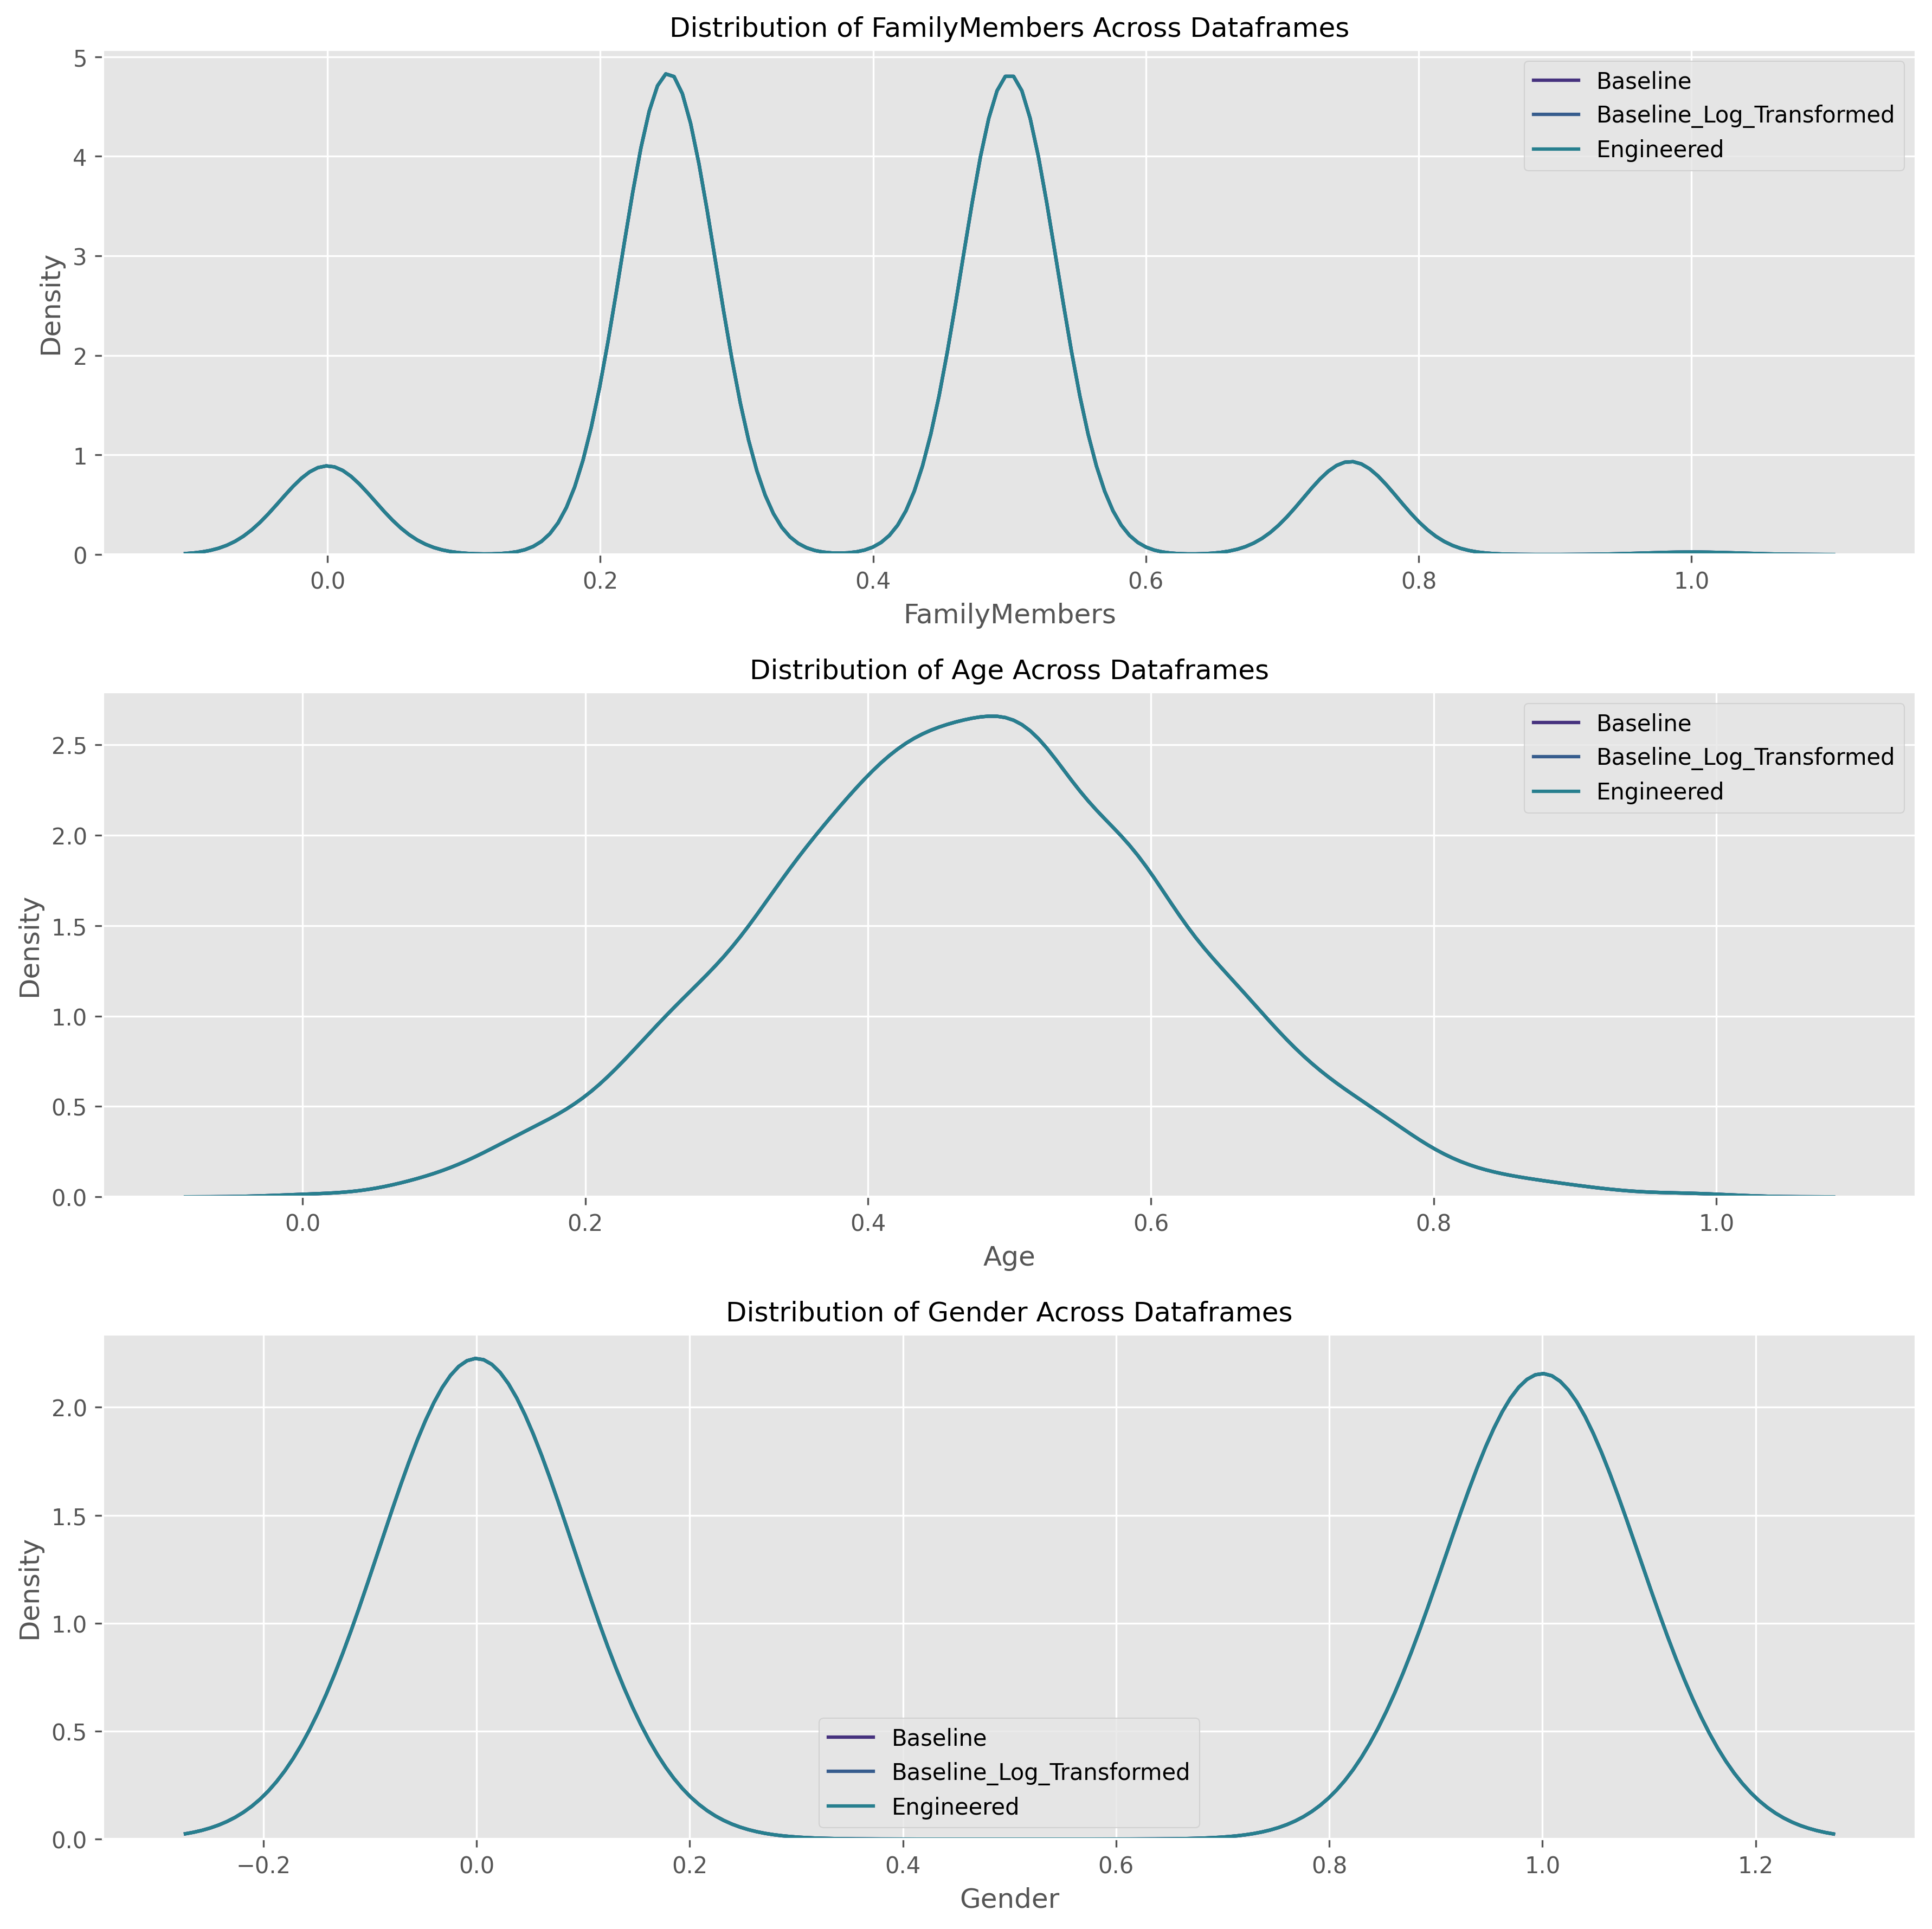 Distribution of FamilyMembers Across Dataframes
5
4
3
2
1
0
Density
Baseline
Baseline_Log_Transformed
Engineered
0.0 0.2 0.4 0.6 0.8 1.0
FamilyMembers
Distribution of Age Across Dataframes
2.5
2.0
1.5
1.0
0.5
0.0
Density
Baseline
Baseline_Log_Transformed
Engineered
0.0 0.2 0.4 0.6 0.8 1.0
Age
Distribution of Gender Across Dataframes
2.0
1.5
1.0
0.5
0.0
Density
Baseline
Baseline_Log_Transformed
Engineered
−0.2 0.0 0.2 0.4 0.6 0.8 1.0 1.2
Gender